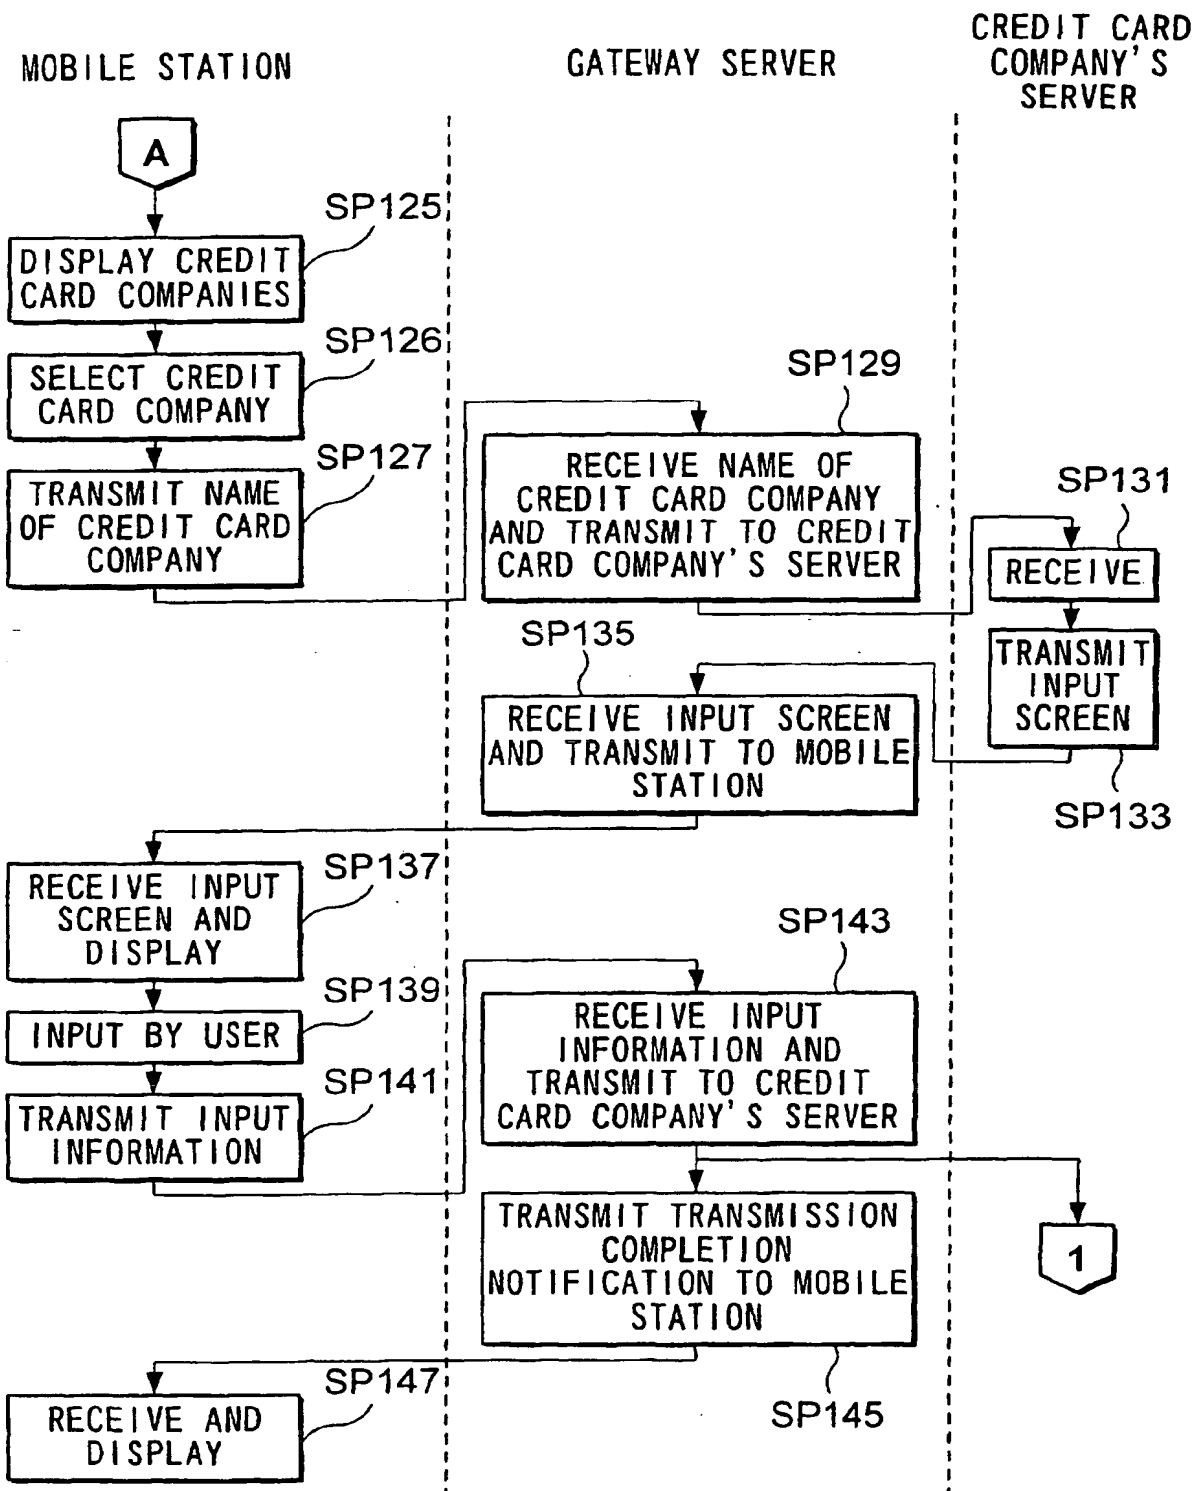 MOBILE STATION
GATEWAY SERVER
CREDIT CARD
COMPANY'S
SERVER
A
SP125
DISPLAY CREDIT
CARD COMPANIES
SP126
SELECT CREDIT
CARD COMPANY
SP127
TRANSMIT NAME
OF CREDIT CARD
COMPANY
SP129
RECEIVE NAME OF
CREDIT CARD COMPANY
AND TRANSMIT TO CREDIT
CARD COMPANY'S SERVER
SP131
RECEIVE
TRANSMIT
INPUT
SCREEN
SP133
SP135
RECEIVE INPUT SCREEN
AND TRANSMIT TO MOBILE
STATION
SP137
RECEIVE INPUT
SCREEN AND
DISPLAY
SP139
INPUT BY USER
SP141
TRANSMIT INPUT
INFORMATION
SP143
RECEIVE INPUT
INFORMATION AND
TRANSMIT TO CREDIT
CARD COMPANY'S SERVER
1
TRANSMIT TRANSMISSION
COMPLETION
NOTIFICATION TO MOBILE
STATION
SP145
SP147
RECEIVE AND
DISPLAY